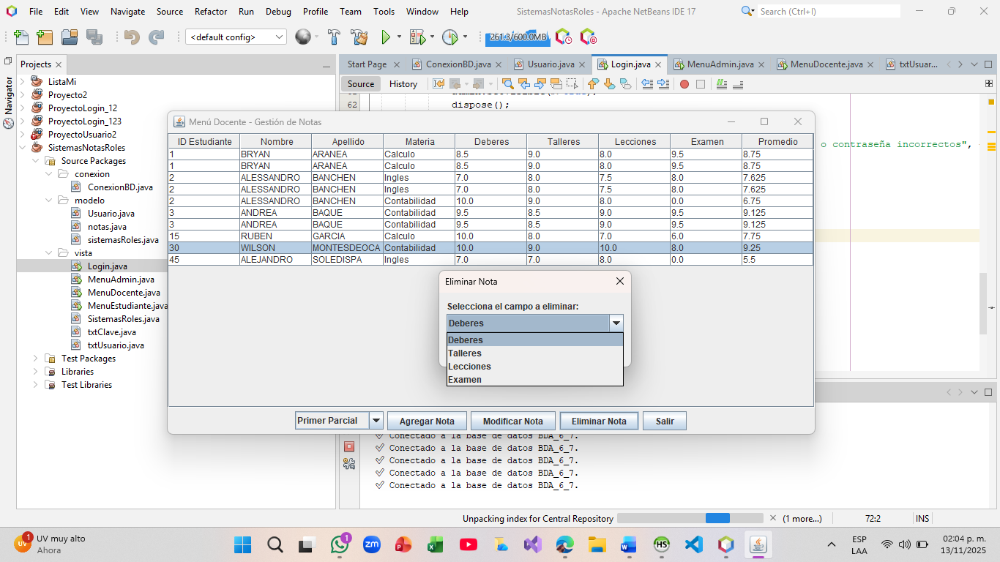 File Edit View Navigate Source Refactor Run Debug Profile Team Tools Window Help
SistemasNotasRoles - Apache NetBeans IDE 17
Search (Ctrl+I)
<default config>
261.3/600.0MB
Projects
Start Page
ConexionBD.java
Usuario.java
Login.java
MenuAdmin.java
MenuDocente.java
txtUsuar...
Source History
Navigator
ListaMi
Proyecto2
ProyectoLogin_12
ProyectoLogin_123
ProyectoUsuario2
SistemasNotasRoles
Source Packages
conexion
ConexionBD.java
modelo
Usuario.java
notas.java
sistemasRoles.java
vista
Login.java
MenuAdmin.java
MenuDocente.java
MenuEstudiante.java
SistemasRoles.java
txtClave.java
txtUsuario.java
Test Packages
Libraries
Test Libraries
62 dispose();
o contraseña incorrectos",
Menú Docente - Gestión de Notas
ID Estudiante Nombre Apellido Materia Deberes Talleres Lecciones Examen Promedio
1 BRYAN ARANEA Calculo 8.5 9.0 8.0 9.5 8.75
1 BRYAN ARANEA Calculo 8.5 9.0 8.0 9.5 8.75
2 ALESSANDRO BANCHEN Ingles 7.0 8.0 7.5 8.0 7.625
2 ALESSANDRO BANCHEN Ingles 7.0 8.0 7.5 8.0 7.625
2 ALESSANDRO BANCHEN Contabilidad 10.0 9.0 8.0 0.0 6.75
3 ANDREA BAQUE Contabilidad 9.5 8.5 9.0 9.5 9.125
3 ANDREA BAQUE Contabilidad 9.5 8.5 9.0 9.5 9.125
15 RUBEN GARCIA Calculo 10.0 8.0 7.0 6.0 7.75
30 WILSON MONTESDEOCA Contabilidad 10.0 9.0 10.0 8.0 9.25
45 ALEJANDRO SOLEDISPA Ingles 7.0 7.0 8.0 0.0 5.5
Eliminar Nota
Selecciona el campo a eliminar:
Deberes
Deberes
Talleres
Lecciones
Examen
Primer Parcial Agregar Nota Modificar Nota Eliminar Nota Salir
Conectado a la base de datos BDA_6_7.
Conectado a la base de datos BDA_6_7.
Conectado a la base de datos BDA_6_7.
Conectado a la base de datos BDA_6_7.
Conectado a la base de datos BDA_6_7.
Unpacking index for Central Repository (1 more...) 72:2 INS
1
UV
UV muy alto
Ahora
1
zm
HS
ESP
LAA
02:04 p. m.
13/11/2025